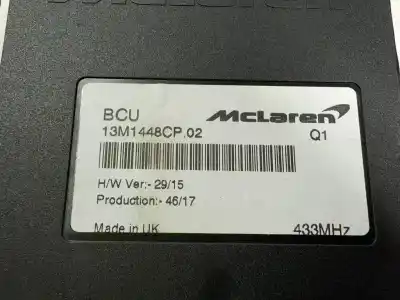 BCU McLaren
13M1448CP.02 Q1
H/W Ver:- 29/15
Production:- 46/17
Made in UK 433MHz